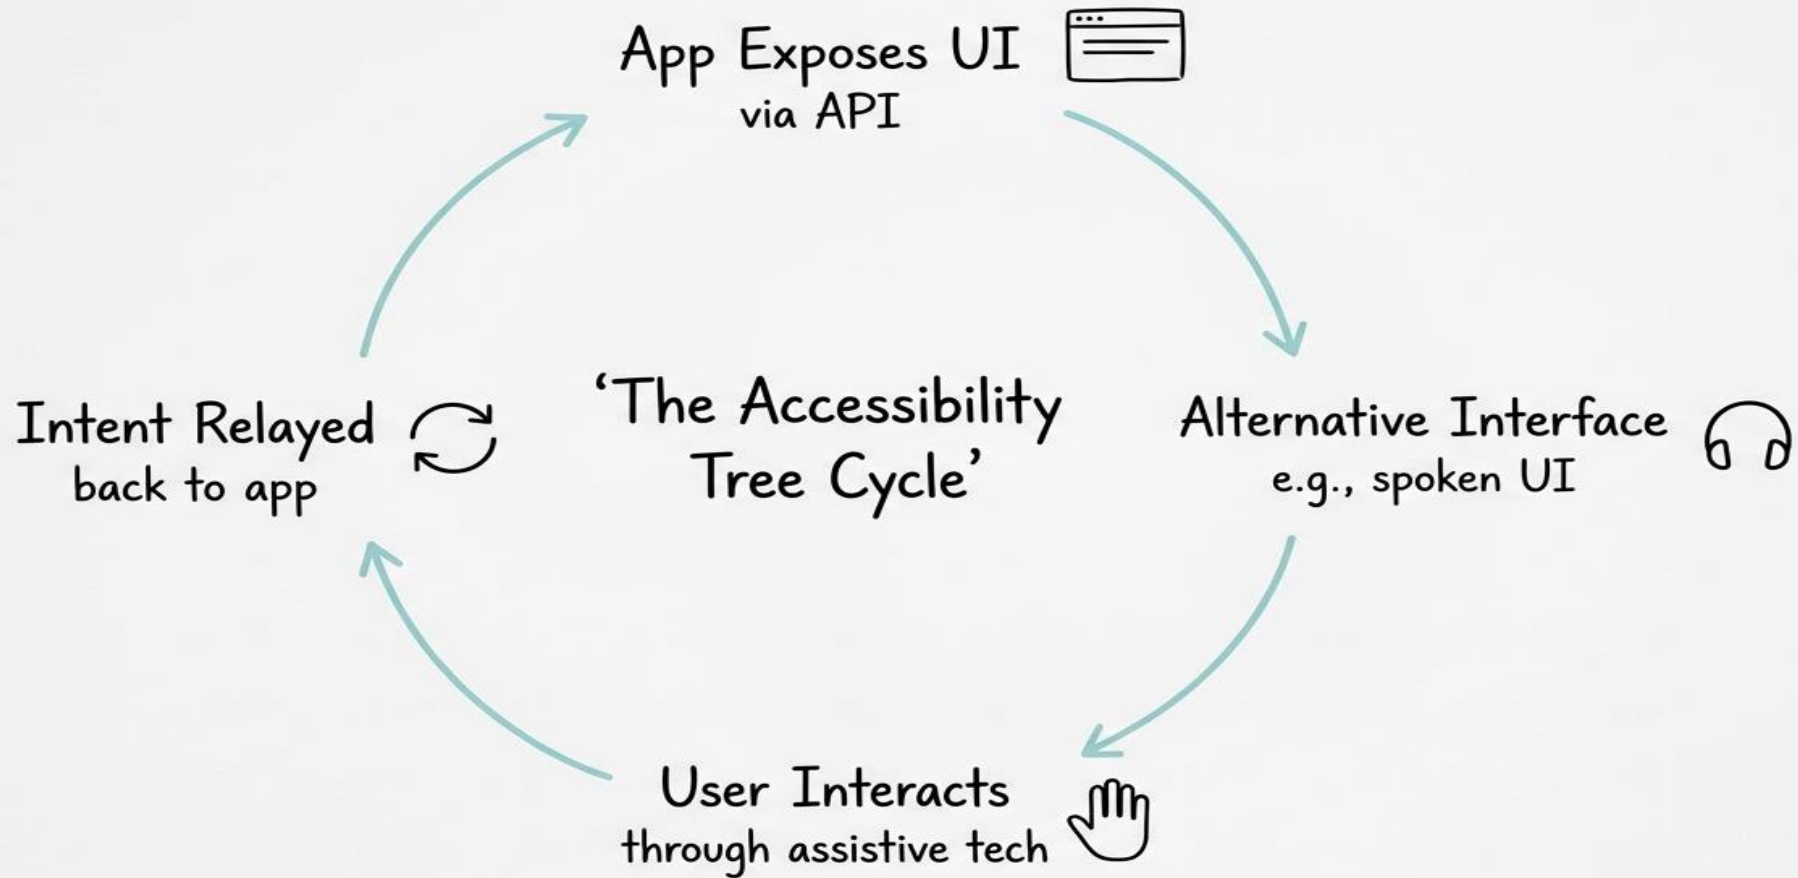 App Exposes UI
via API
‘The Accessibility
Tree Cycle’
Alternative Interface
e.g., spoken UI
User Interacts
through assistive tech
Intent Relayed
back to app